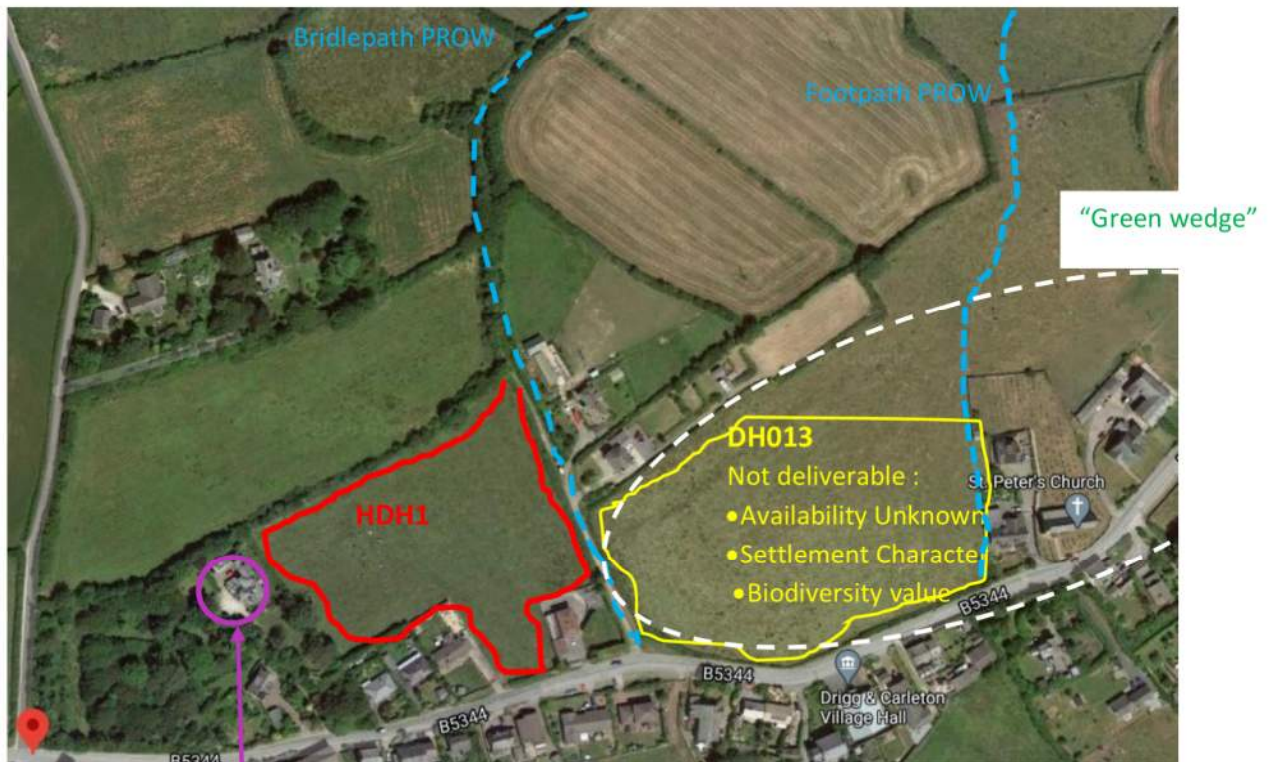 Bridlepath PROW
Footpath PROW
“Green wedge”
DH013
Not deliverable :
•Availability Unknown
St. Peter's Church
•Settlement Characte
•Biodiversity value
HDH1
B5344
B5344
Drigg & Carleton
Village Hall
B5344
B5344